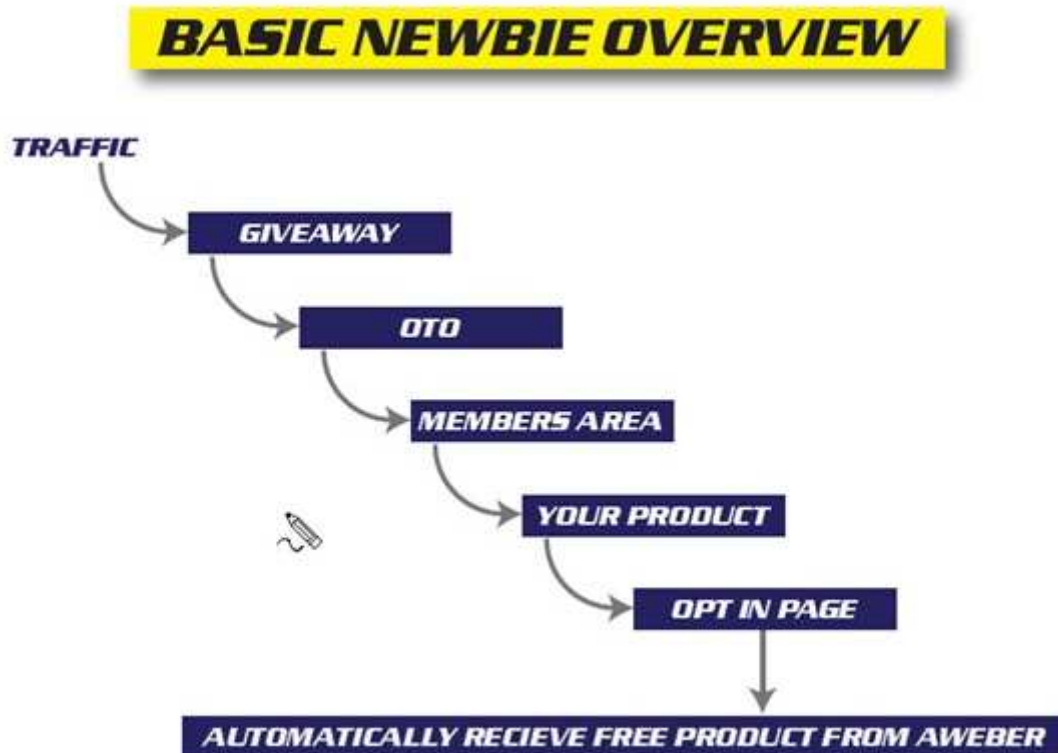 BASIC NEWBIE OVERVIEW
TRAFFIC
GIVEAWAY
OTO
MEMBERS AREA
YOUR PRODUCT
OPT IN PAGE
AUTOMATICALLY RECIEVE FREE PRODUCT FROM AWEBER